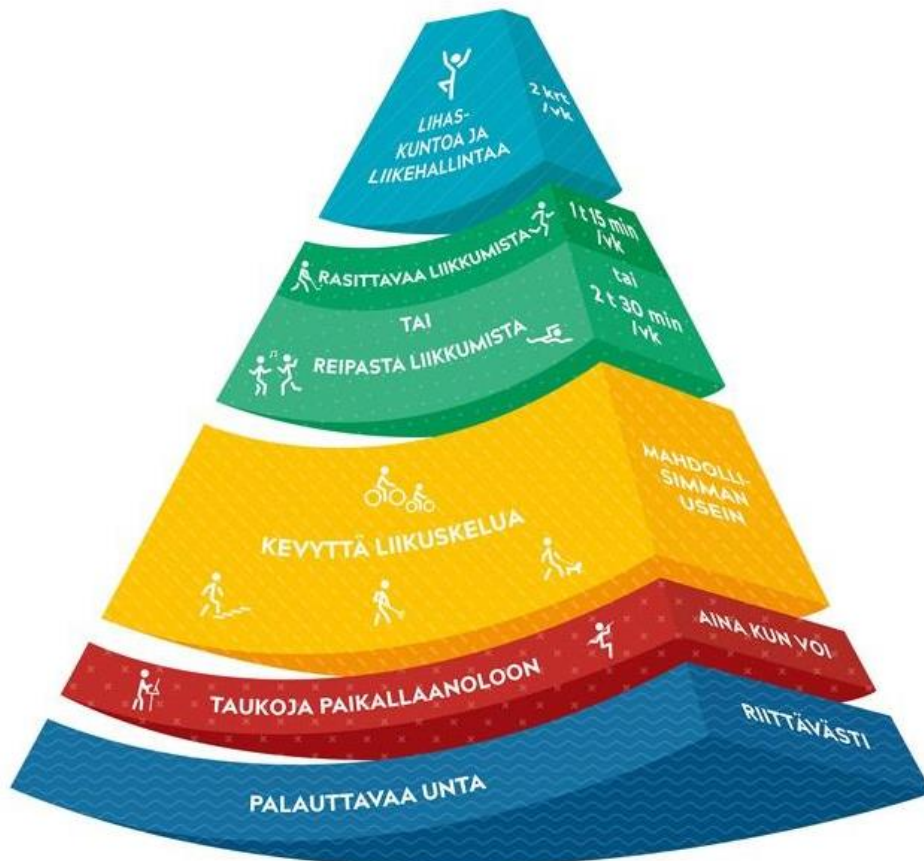 LIHAS-
KUNTOA JA
LIIKEHALLINTAA
2 krt
/vk
RASITTAVAA LIIKKUMISTA
1 t 15 min
/vk
TAI
tai
REIPASTA LIIKKUMISTA
2 t 30 min
/vk
KEVYTTÄ LIIKUSKELUA
MAHDOLLI-
SIMMAN
USEIN
TAUKOJA PAIKALLAANOLOON
AINA KUN VOI
PALAUTTAVAA UNTA
RIITTÄVÄSTI